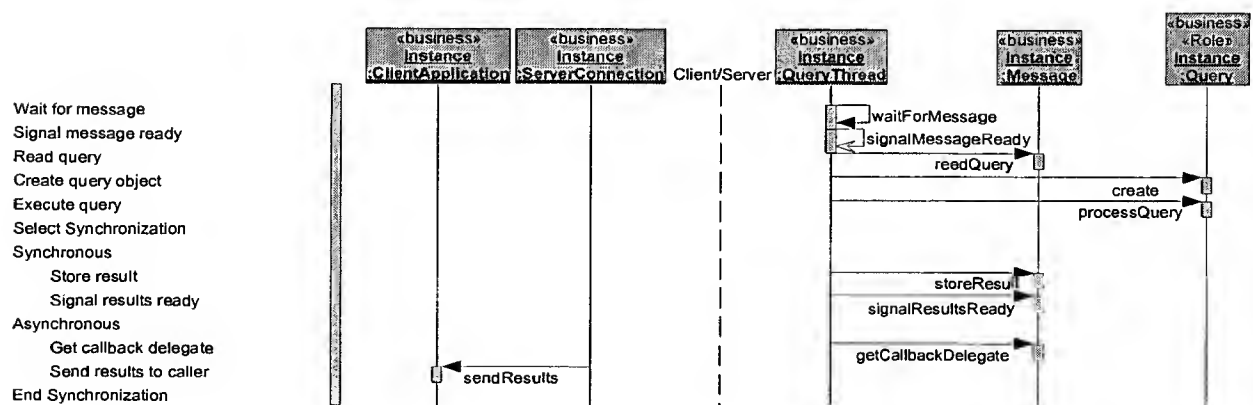 «business»
Instance
:ClientApplication
«business»
Instance
:ServerConnection
Client/Server
«business»
Instance
:QueryThread
«business»
Instance
:Message
«business»
«Role»
Instance
:Query
Wait for message
Signal message ready
Read query
Create query object
Execute query
Select Synchronization
Synchronous
Store result
Signal results ready
Asynchronous
Get callback delegate
Send results to caller
End Synchronization
waitForMessage
signalMessageReady
readQuery
create
processQuery
storeResult
signalResultsReady
getCallbackDelegate
sendResults